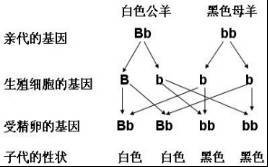 白色公羊 黑色母羊
亲代的基因 Bb bb
生殖细胞的基因 B b b b
受精卵的基因 Bb Bb bb bb
子代的性状 白色 白色 黑色 黑色